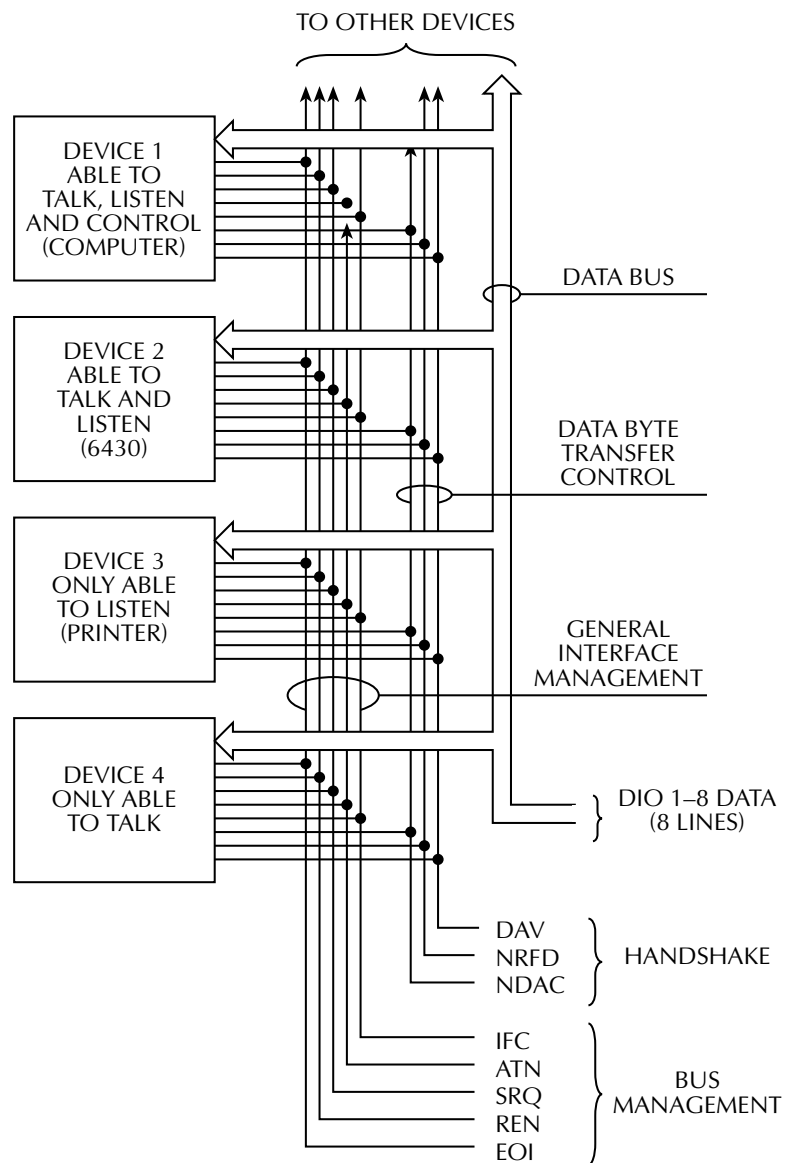 TO OTHER DEVICES
DEVICE 1
ABLE TO
TALK, LISTEN
AND CONTROL
(COMPUTER)
DATA BUS
DEVICE 2
ABLE TO
TALK AND
LISTEN
(6430)
DATA BYTE
TRANSFER
CONTROL
DEVICE 3
ONLY ABLE
TO LISTEN
(PRINTER)
GENERAL
INTERFACE
MANAGEMENT
DEVICE 4
ONLY ABLE
TO TALK
DIO 1–8 DATA
(8 LINES)
DAV
NRFD
NDAC
HANDSHAKE
IFC
ATN
SRQ
REN
EOI
BUS
MANAGEMENT